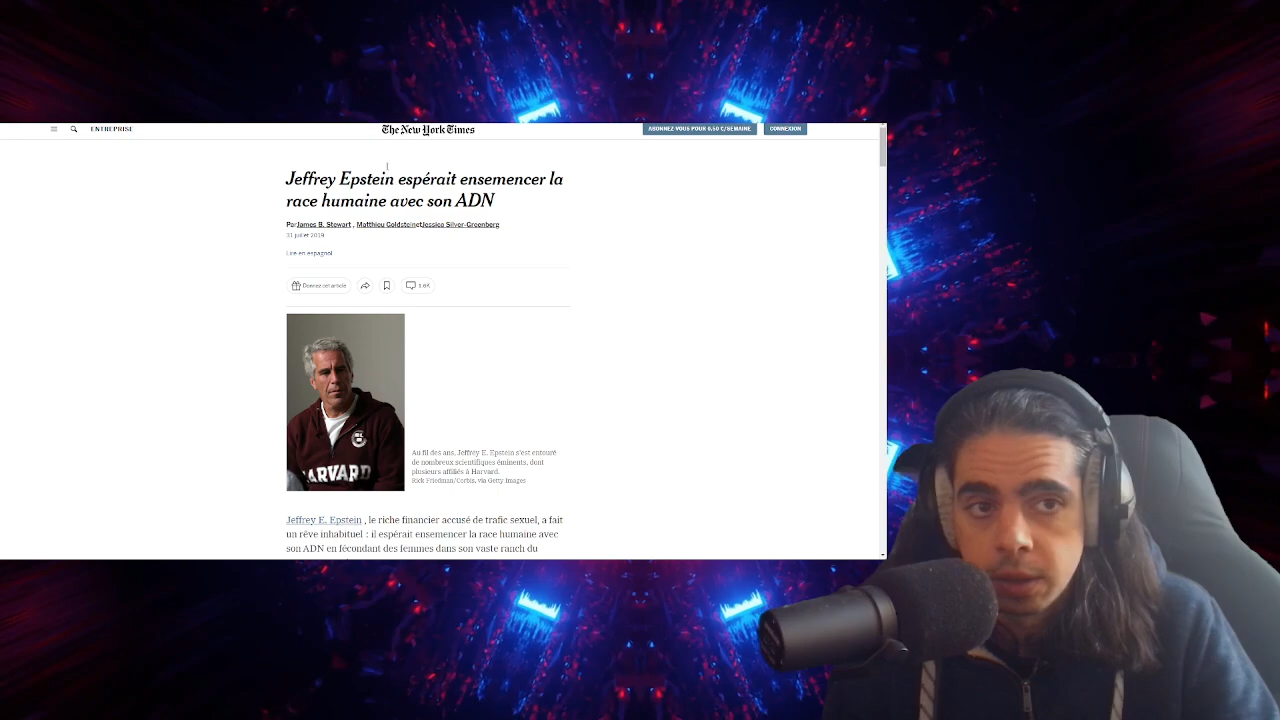 ENTREPRISE
The New York Times
ABONNEZ-VOUS POUR 0,50 €/SEMAINE
CONNEXION
Jeffrey Epstein espérait ensemencer la
race humaine avec son ADN
Par James B. Stewart , Matthieu Goldstein et Jessica Silver-Greenberg
31 juillet 2019
Lire en espagnol
Donnez cet article
HARVARD
Au fil des ans, Jeffrey E. Epstein s'est entouré
de nombreux scientifiques éminents, dont
plusieurs affiliés à Harvard.
Rick Friedman/Corbis, via Getty Images
Jeffrey E. Epstein , le riche financier accusé de trafic sexuel, a fait
un rêve inhabituel : il espérait ensemencer la race humaine avec
son ADN en fécondant des femmes dans son vaste ranch du